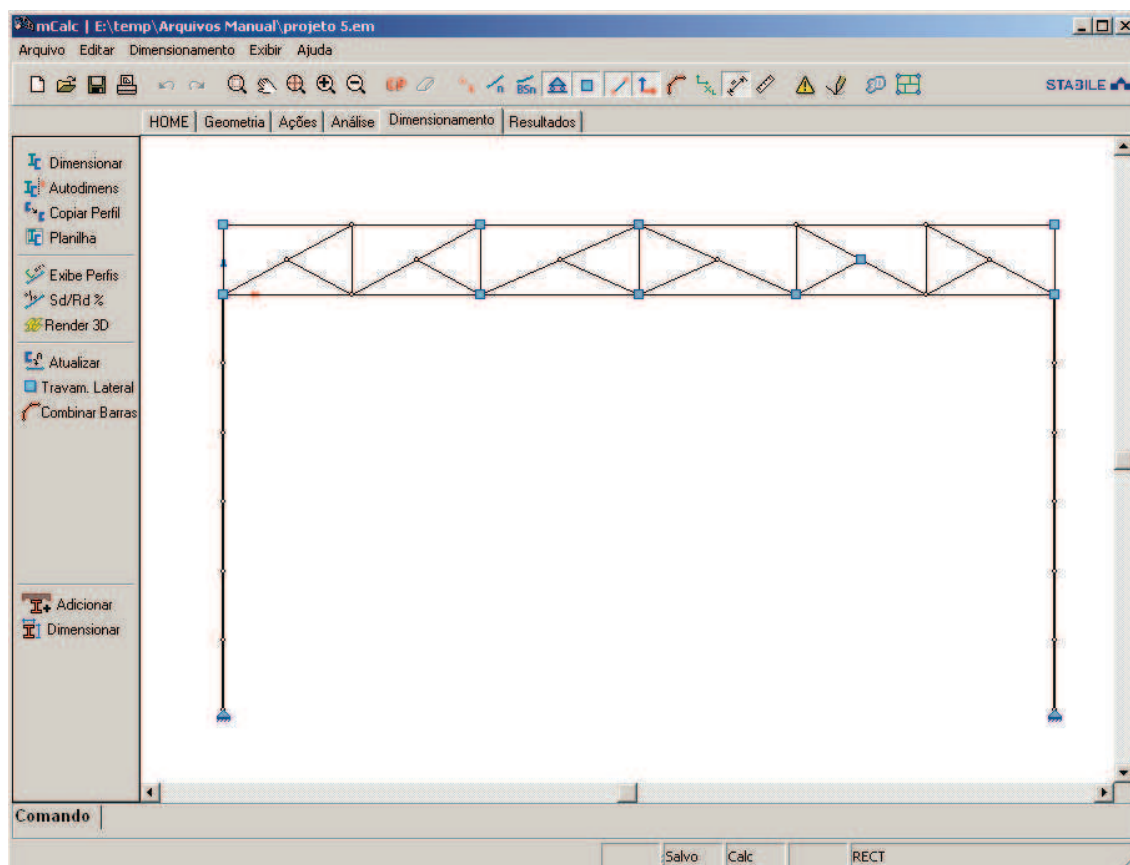 mCalc | E:\temp\Arquivos Manual\projeto 5.em
Arquivo Editar Dimensionamento Exibir Ajuda
BSn
STABILE
HOME Geometria Ações Análise Dimensionamento Resultados
Dimensionar
Autodimens
Copiar Perfil
Planilha
Exibe Perfis
Sd/Rd %
Render 3D
Atualizar
Travam. Lateral
Combinar Barras
Adicionar
Dimensionar
Comando
Salvo Calc RECT